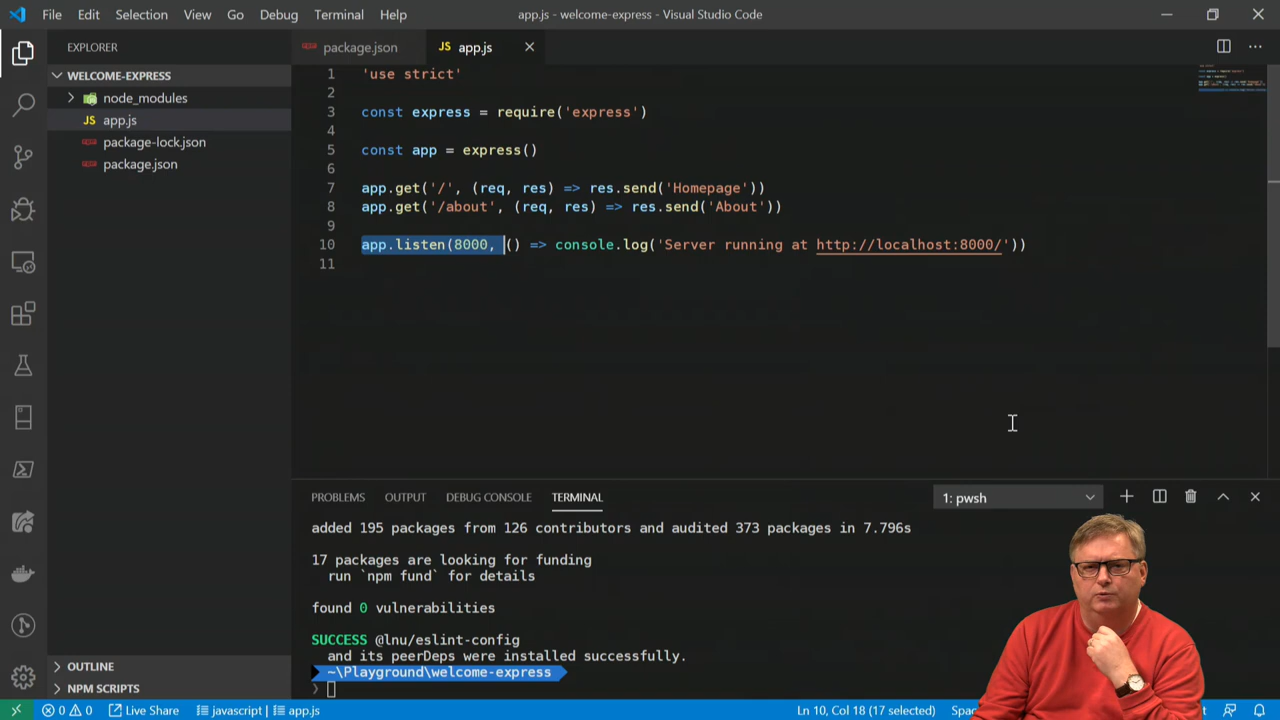 File Edit Selection View Go Debug Terminal Help app.js - welcome-express - Visual Studio Code
EXPLORER
WELCOME-EXPRESS
node_modules
JS app.js
package-lock.json
package.json
OUTLINE
NPM SCRIPTS
package.json JS app.js
1 'use strict'
2
3 const express = require('express')
4
5 const app = express()
6
7 app.get('/', (req, res) => res.send('Homepage'))
8 app.get('/about', (req, res) => res.send('About'))
9
10 app.listen(8000, () => console.log('Server running at http://localhost:8000/'))
11
PROBLEMS OUTPUT DEBUG CONSOLE TERMINAL 1: pwsh
added 195 packages from 126 contributors and audited 373 packages in 7.796s
17 packages are looking for funding
run `npm fund` for details
found 0 vulnerabilities
SUCCESS @lnu/eslint-config
and its peerDeps were installed successfully.
~\Playground\welcome-express
❯
0 0 Live Share javascript | app.js Ln 10, Col 18 (17 selected)